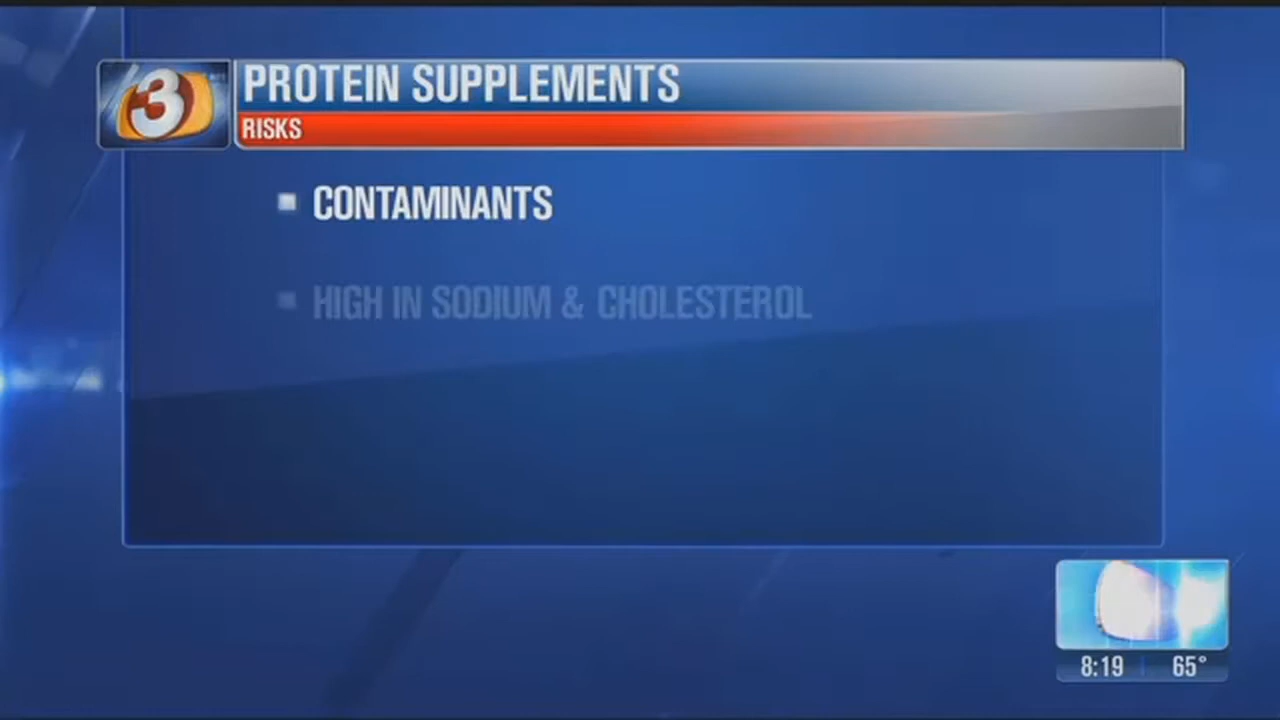 3
PROTEIN SUPPLEMENTS
RISKS
CONTAMINANTS
HIGH IN SODIUM & CHOLESTEROL
8:19 65°